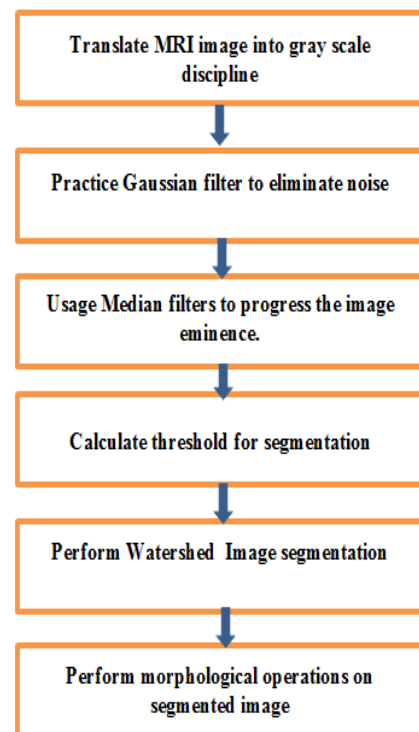 Translate MRI image into gray scale
discipline
Practice Gaussian filter to eliminate noise
Usage Median filters to progress the image
eminence.
Calculate threshold for segmentation
Perform Watershed Image segmentation
Perform morphological operations on
segmented image